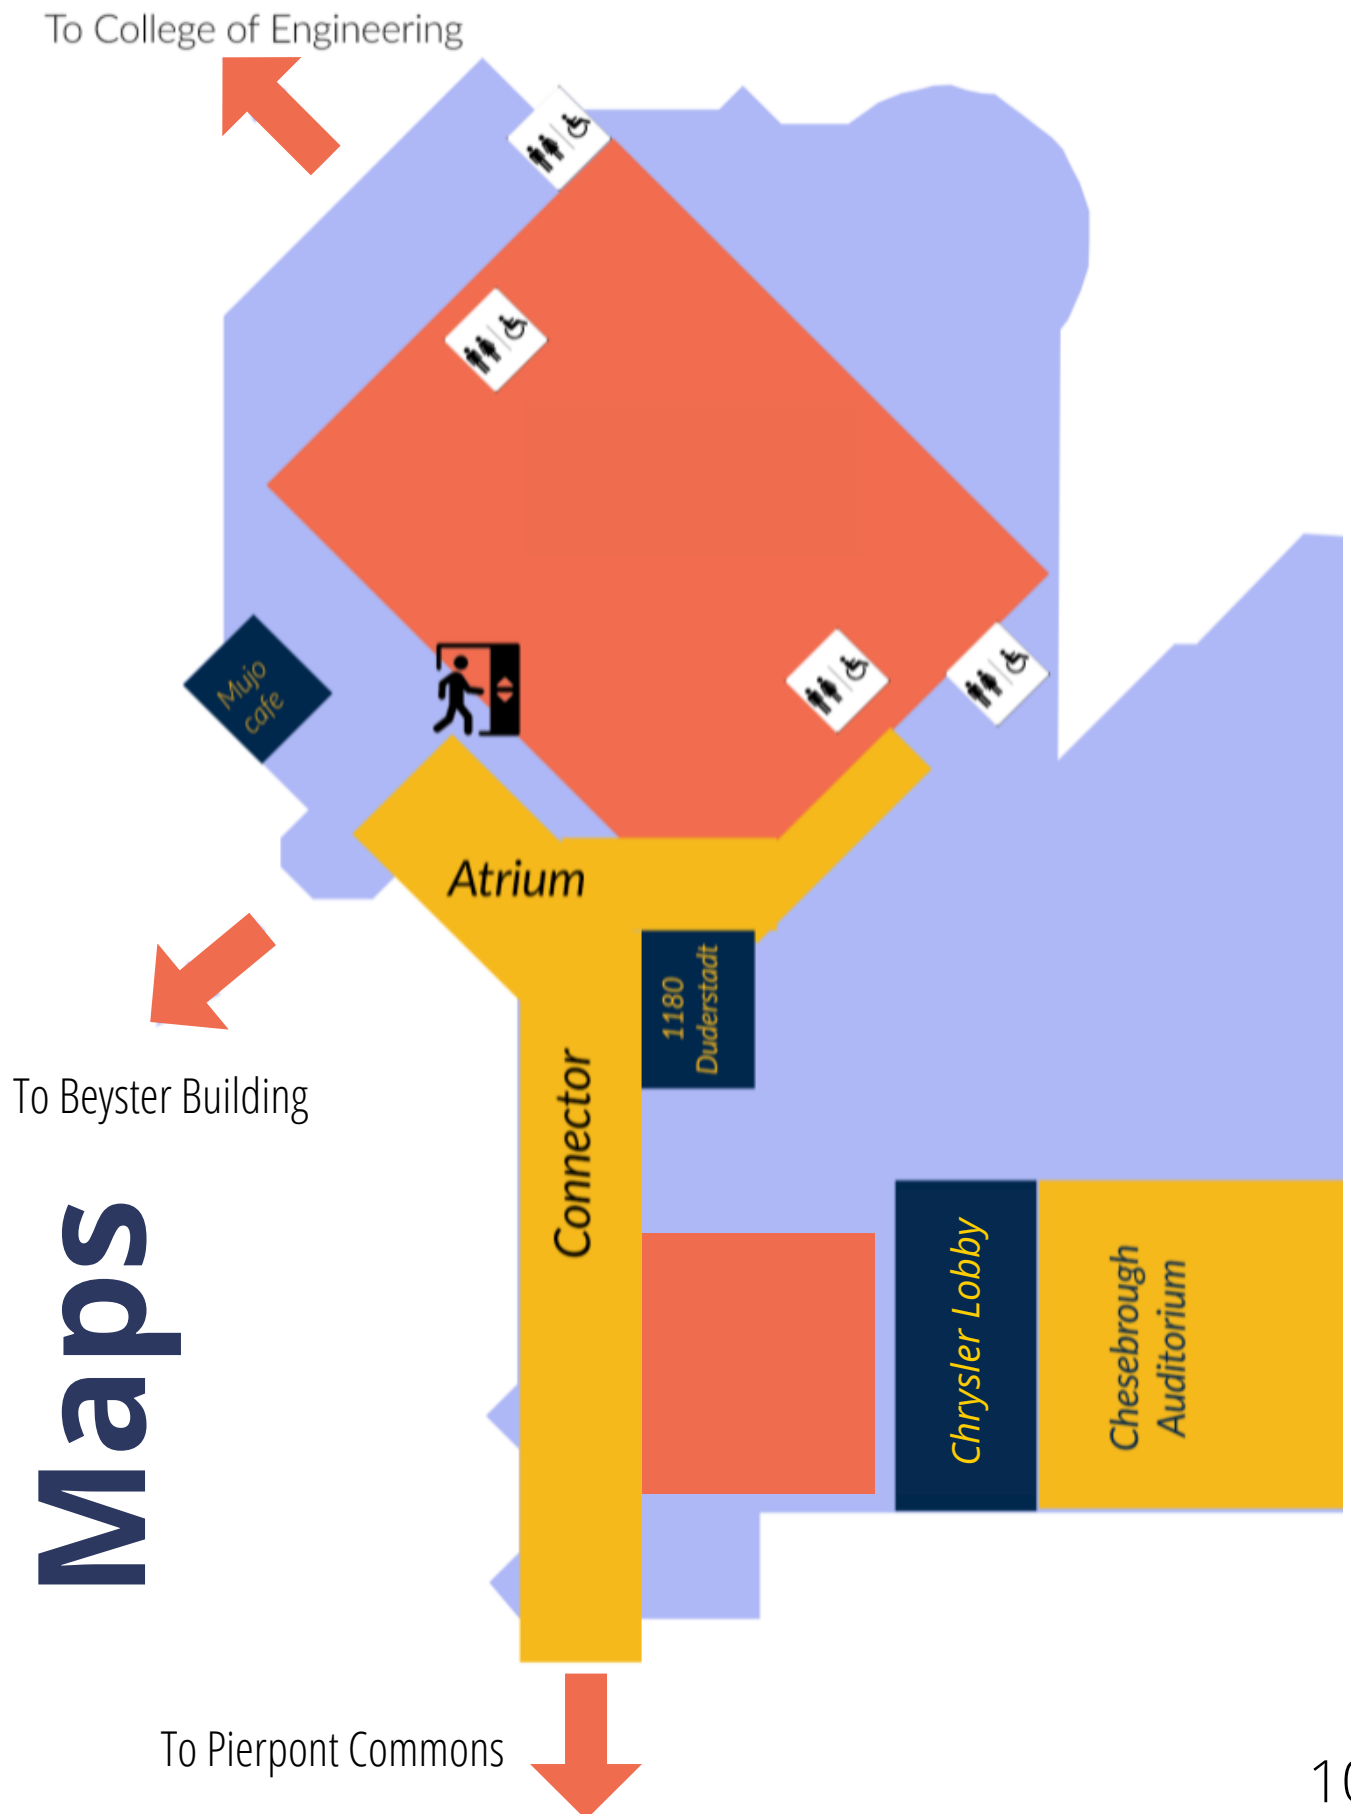 To College of Engineering
Mujo
cafe
Atrium
1180
Duderstadt
Connector
To Beyster Building
Maps
Chrysler Lobby
Chesebrough
Auditorium
To Pierpont Commons
10